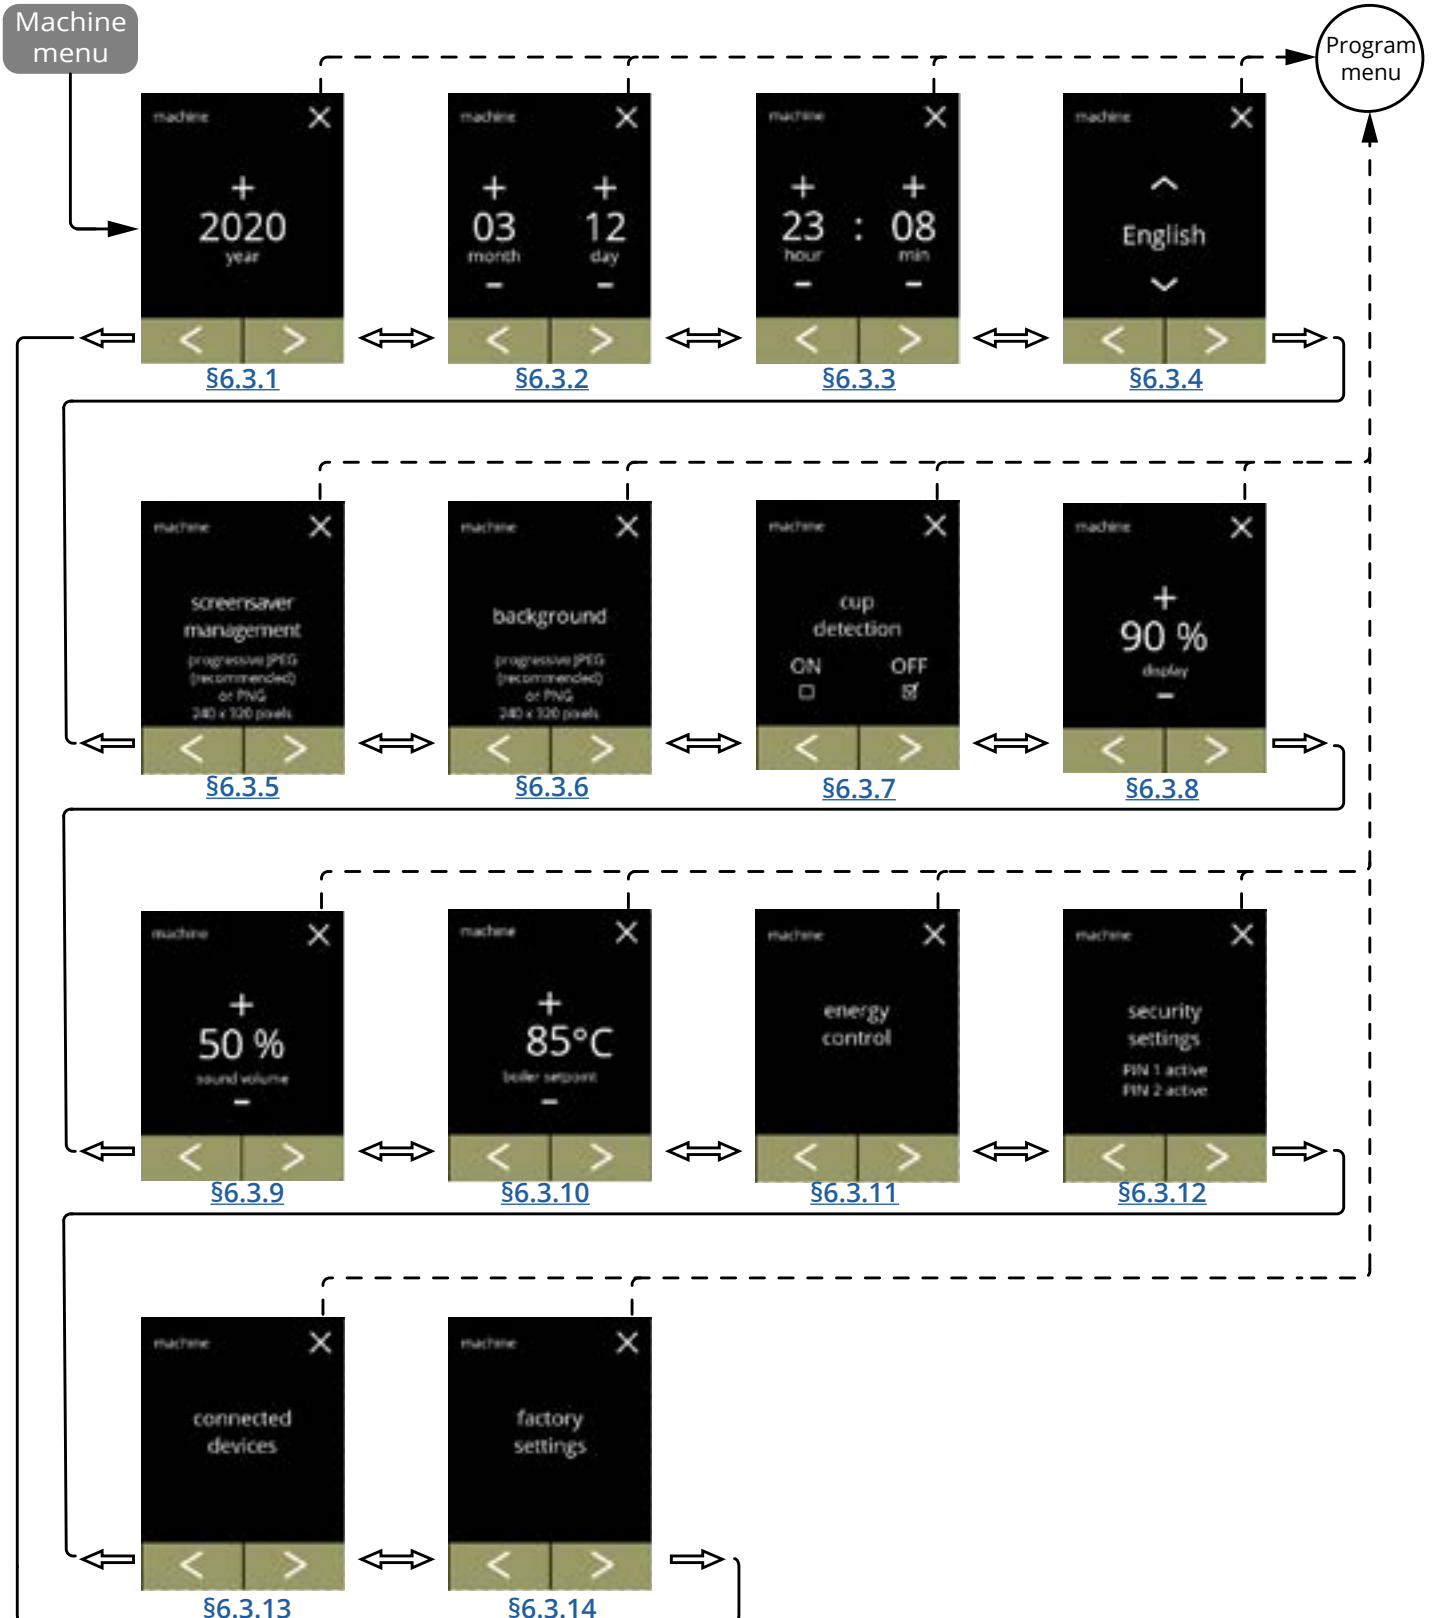 Machine
menu
Program
menu
machine
+
2020
year
< >
§6.3.1
machine
+ +
03 12
month day
- -
< >
§6.3.2
machine
+ +
23 : 08
hour min
- -
< >
§6.3.3
machine
English
< >
§6.3.4
machine
screensaver
management
progressive JPEG
(recommended)
or PNG
240 x 320 pixels
< >
§6.3.5
machine
background
progressive JPEG
(recommended)
or PNG
240 x 320 pixels
< >
§6.3.6
machine
cup
detection
ON OFF
< >
§6.3.7
machine
+
90 %
display
-
< >
§6.3.8
machine
+
50 %
sound volume
-
< >
§6.3.9
machine
+
85°C
boiler setpoint
-
< >
§6.3.10
machine
energy
control
< >
§6.3.11
machine
security
settings
PIN 1 active
PIN 2 active
< >
§6.3.12
machine
connected
devices
< >
§6.3.13
machine
factory
settings
< >
§6.3.14